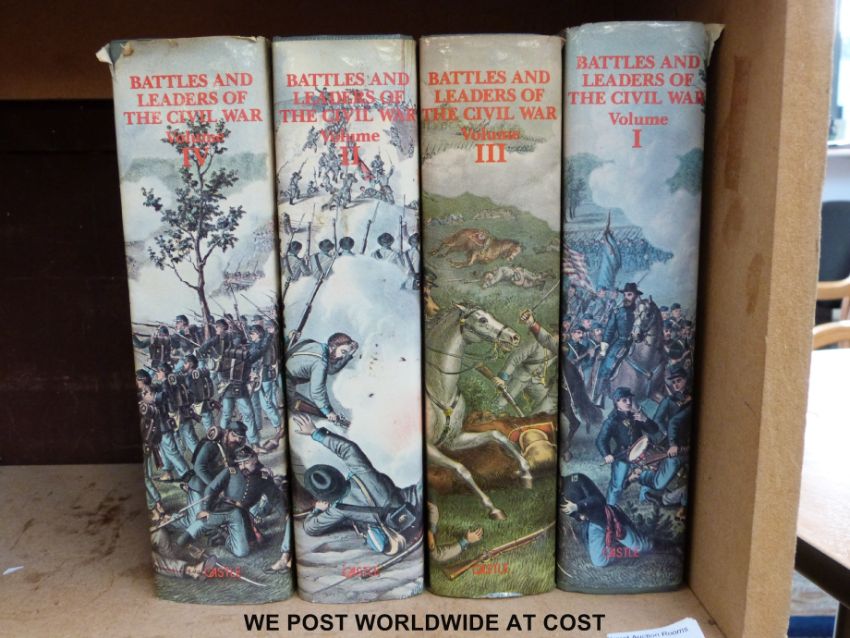 BATTLES AND
LEADERS OF
THE CIVIL WAR
Volume
IV
CASTLE
BATTLES AND
LEADERS OF
THE CIVIL WAR
Volume
II
CASTLE
BATTLES AND
LEADERS OF
THE CIVIL WAR
Volume
III
CASTLE
BATTLES AND
LEADERS OF
THE CIVIL WAR
Volume
I
CASTLE
Auction Rooms
WE POST WORLDWIDE AT COST